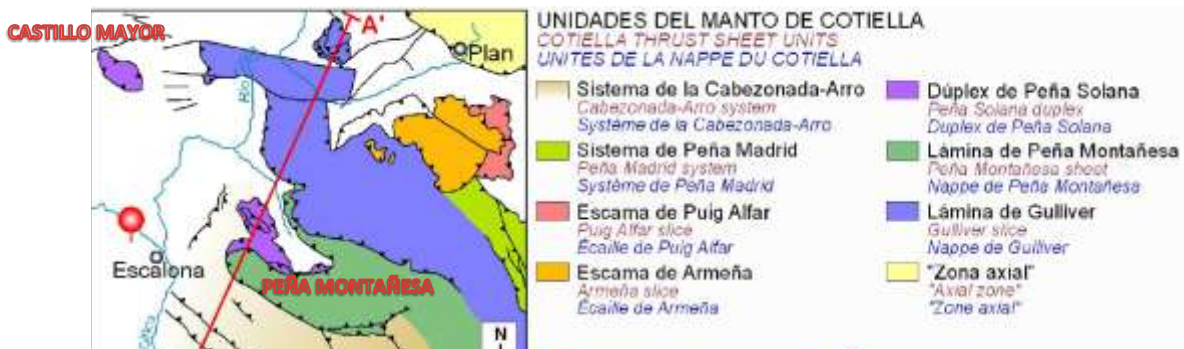 CASTILLO MAYOR
A'
Plan
Río
Escalona
PEÑA MONTAÑESA
N
UNIDADES DEL MANTO DE COTIELLA
COTIELLA THRUST SHEET UNITS
UNITES DE LA NAPPE DU COTIELLA
Sistema de la Cabezonada-Arro
Cabezonada-Arro system
Système de la Cabezonada-Arro
Sistema de Peña Madrid
Peña Madrid system
Système de Peña Madrid
Escama de Puig Alfar
Puig Alfar slice
Écaille de Puig Alfar
Escama de Armeña
Armeña slice
Écaille de Armeña
Dúplex de Peña Solana
Peña Solana duplex
Duplex de Peña Solana
Lámina de Peña Montañesa
Peña Montañesa sheet
Nappe de Peña Montañesa
Lámina de Gulliver
Gulliver slice
Nappe de Gulliver
"Zona axial"
"Axial zone"
"Zone axial"